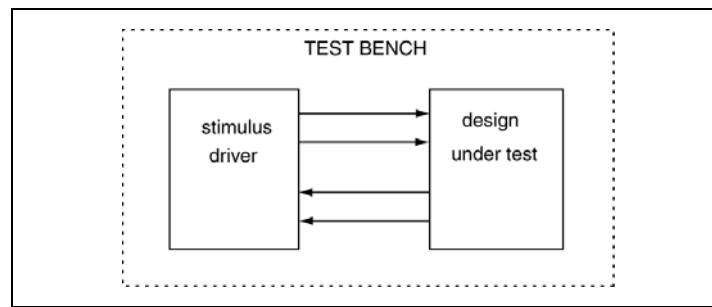 TEST BENCH
stimulus
driver
design
under test